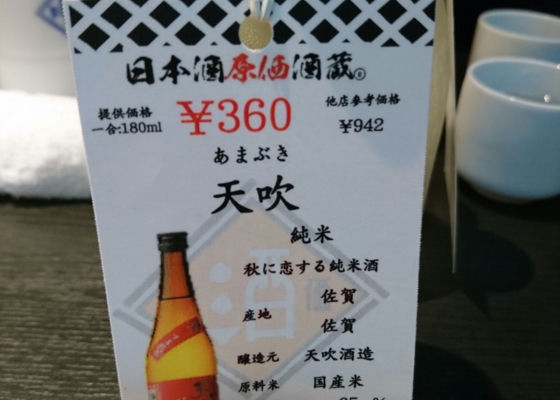 日本酒原価酒蔵®
提供価格
一合:180ml
¥360
他店参考価格
¥942
あまぶき
天吹
純米
秋に恋する純米酒
産地
佐賀
佐賀
醸造元 天吹酒造
原料米 国産米